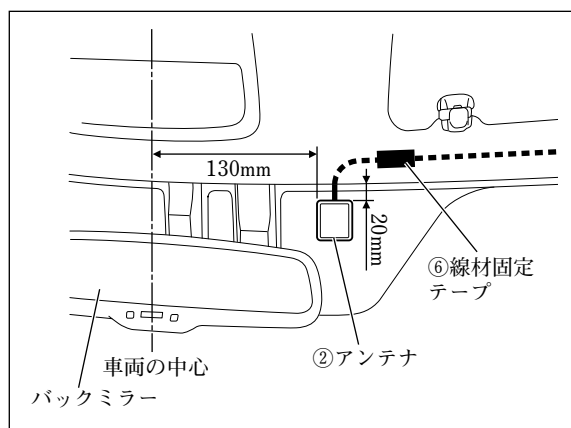 130mm
20mm
⑥線材固定
テープ
②アンテナ
車両の中心
バックミラー